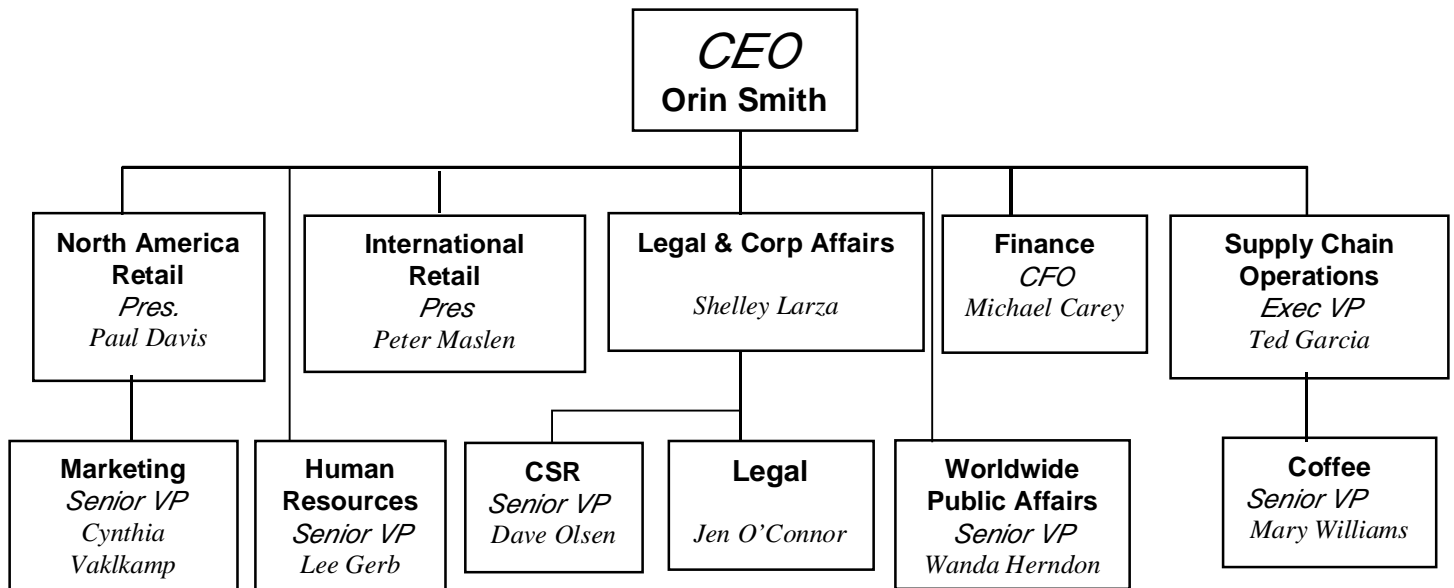 CEO
Orin Smith
North America
Retail
Pres.
Paul Davis
International
Retail
Pres
Peter Maslen
Legal & Corp Affairs
Shelley Larza
Finance
CFO
Michael Carey
Supply Chain
Operations
Exec VP
Ted Garcia
Marketing
Senior VP
Cynthia
Vaklkamp
Human
Resources
Senior VP
Lee Gerb
CSR
Senior VP
Dave Olsen
Legal
Jen O’Connor
Worldwide
Public Affairs
Senior VP
Wanda Herndon
Coffee
Senior VP
Mary Williams